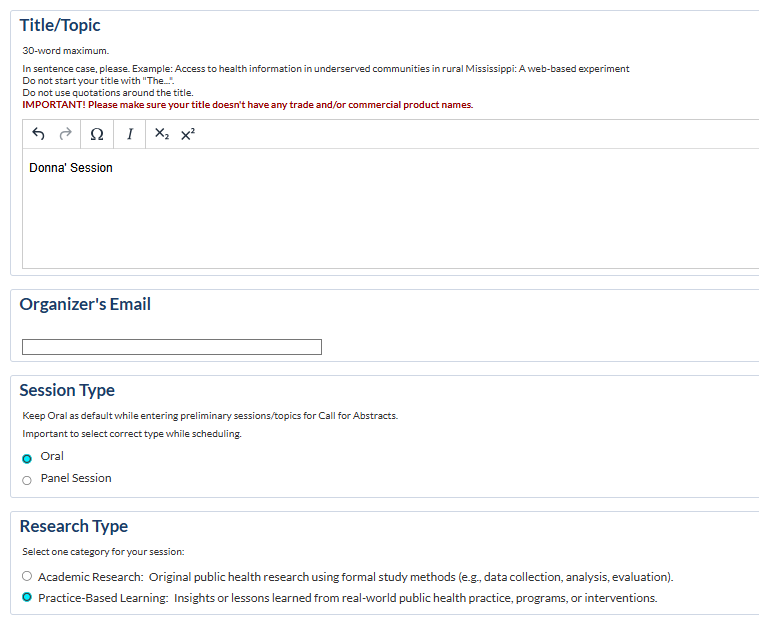 Title/Topic
30-word maximum.
In sentence case, please. Example: Access to health information in underserved communities in rural Mississippi: A web-based experiment
Do not start your title with "The...".
Do not use quotations around the title.
IMPORTANT! Please make sure your title doesn't have any trade and/or commercial product names.
Ω I X₂ X²
Donna' Session
Organizer's Email
Session Type
Keep Oral as default while entering preliminary sessions/topics for Call for Abstracts.
Important to select correct type while scheduling.
Oral
Panel Session
Research Type
Select one category for your session:
Academic Research: Original public health research using formal study methods (e.g., data collection, analysis, evaluation).
Practice-Based Learning: Insights or lessons learned from real-world public health practice, programs, or interventions.